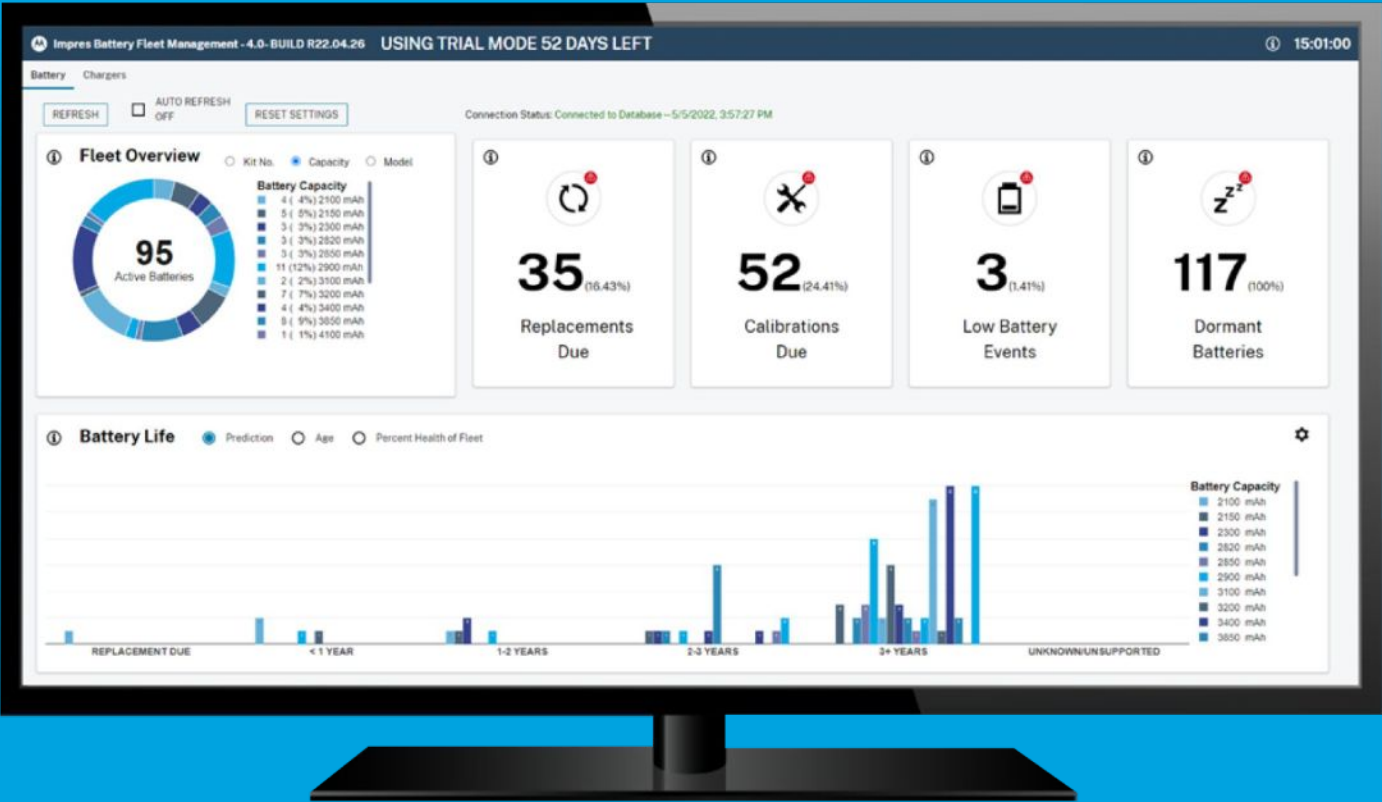 Impres Battery Fleet Management - 4.0- BUILD R22.04.26 USING TRIAL MODE 52 DAYS LEFT
15:01:00
Battery Chargers
REFRESH
AUTO REFRESH
OFF
RESET SETTINGS
Connection Status: Connected to Database – 5/5/2022, 3:57:27 PM
Fleet Overview
Kit No. Capacity Model
Battery Capacity
4 ( 4%) 2100 mAh
5 ( 5%) 2150 mAh
3 ( 3%) 2300 mAh
3 ( 3%) 2820 mAh
3 ( 3%) 2850 mAh
11 (12%) 2900 mAh
2 ( 2%) 3100 mAh
7 ( 7%) 3200 mAh
4 ( 4%) 3400 mAh
( 9%) 3850 mAh
1 ( 1%) 4100 mAh
95
Active Batteries
35 (16.43%)
Replacements
Due
52 (24.41%)
Calibrations
Due
3 (1.41%)
Low Battery
Events
117 (100%)
Dormant
Batteries
Battery Life
Prediction Age Percent Health of Fleet
Battery Capacity
2100 mAh
2150 mAh
2300 mAh
2820 mAh
2850 mAh
2900 mAh
3100 mAh
3200 mAh
3400 mAh
3850 mAh
REPLACEMENT DUE
< 1 YEAR
1-2 YEARS
2-3 YEARS
3+ YEARS
UNKNOWN/UNSUPPORTED